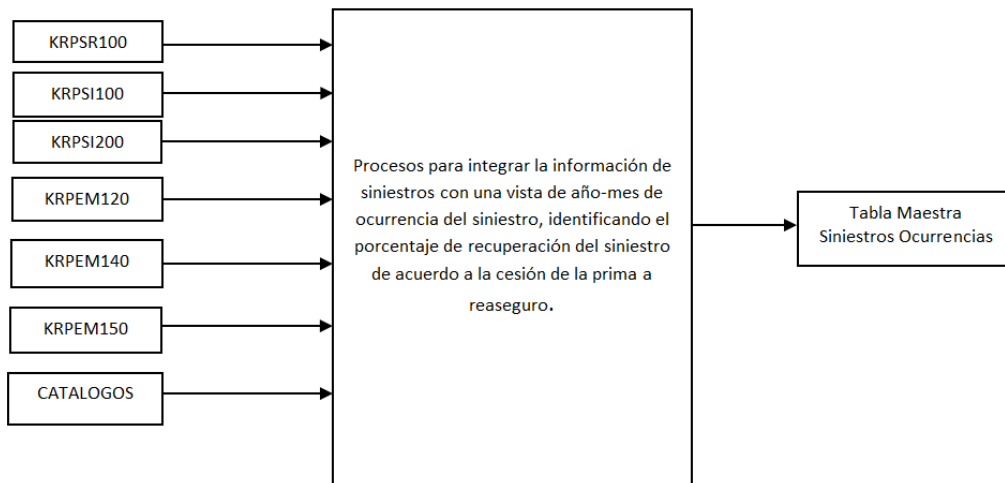 KRPSR100
KRPSI100
KRPSI200
KRPEM120
KRPEM140
KRPEM150
CATALOGOS
Procesos para integrar la información de
siniestros con una vista de año-mes de
ocurrencia del siniestro, identificando el
porcentaje de recuperación del siniestro
de acuerdo a la cesión de la prima a
reaseguro.
Tabla Maestra
Siniestros Ocurrencias